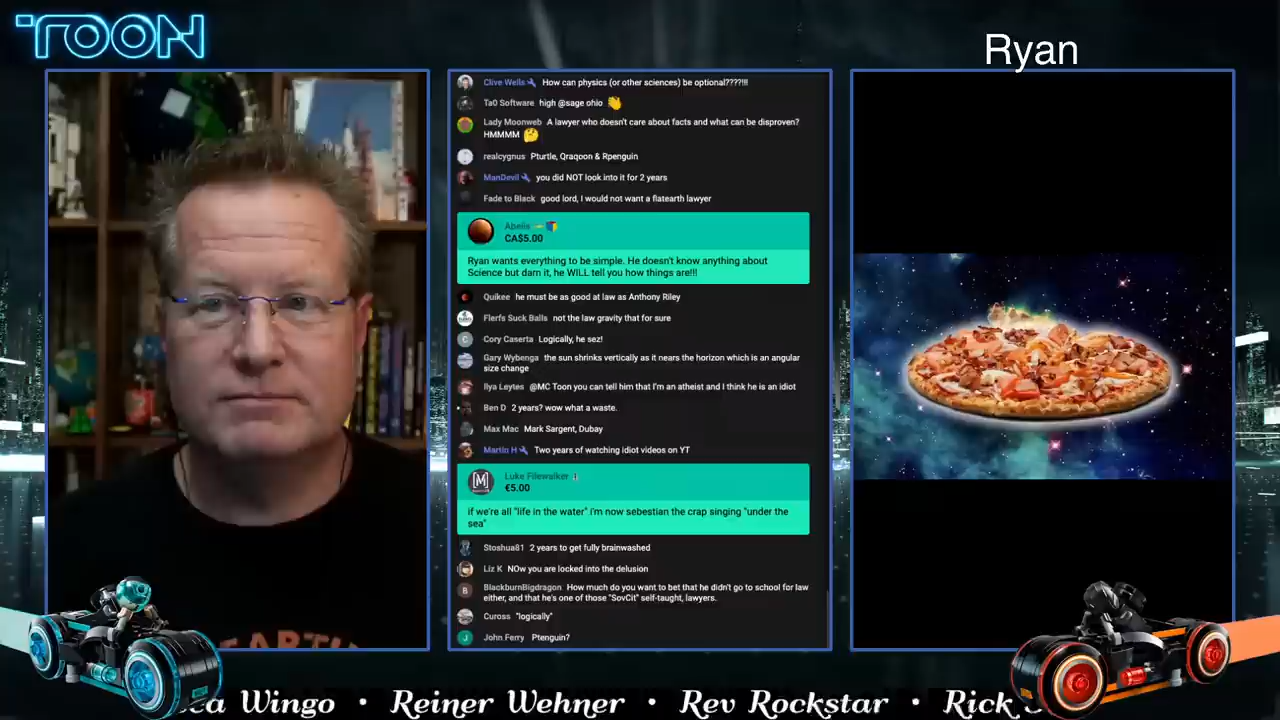 TOON
Ryan
Clive Wells How can physics (or other sciences) be optional????!!!
Ta0 Software high @sage ohio
Lady Moonweb A lawyer who doesn't care about facts and what can be disproven?
HMMMM
realcygnus Pturtle, Qraqoon & Rpenguin
ManDevil you did NOT look into it for 2 years
Fade to Black good lord, I would not want a flatearth lawyer
Abelis
CA$5.00
Ryan wants everything to be simple. He doesn't know anything about
Science but darn it, he WILL tell you how things are!!!
Quikee he must be as good at law as Anthony Riley
Flerfs Suck Balls not the law gravity that for sure
Cory Caserta Logically, he sez!
Gary Wybenga the sun shrinks vertically as it nears the horizon which is an angular
size change
Ilya Leytes @MC Toon you can tell him that I'm an atheist and I think he is an idiot
Ben D 2 years? wow what a waste.
Max Mac Mark Sargent, Dubay
Martin H Two years of watching idiot videos on YT
Luke Filewalker
€5.00
if we're all "life in the water" i'm now sebestian the crap singing "under the
sea"
Stoshua81 2 years to get fully brainwashed
Liz K NOw you are locked into the delusion
BlackburnBigdragon How much do you want to bet that he didn't go to school for law
either, and that he's one of those "SovCit" self-taught, lawyers.
Cuross "logically"
John Ferry Ptenguin?
Wingo • Reiner Wehner • Rev Rockstar • Rick